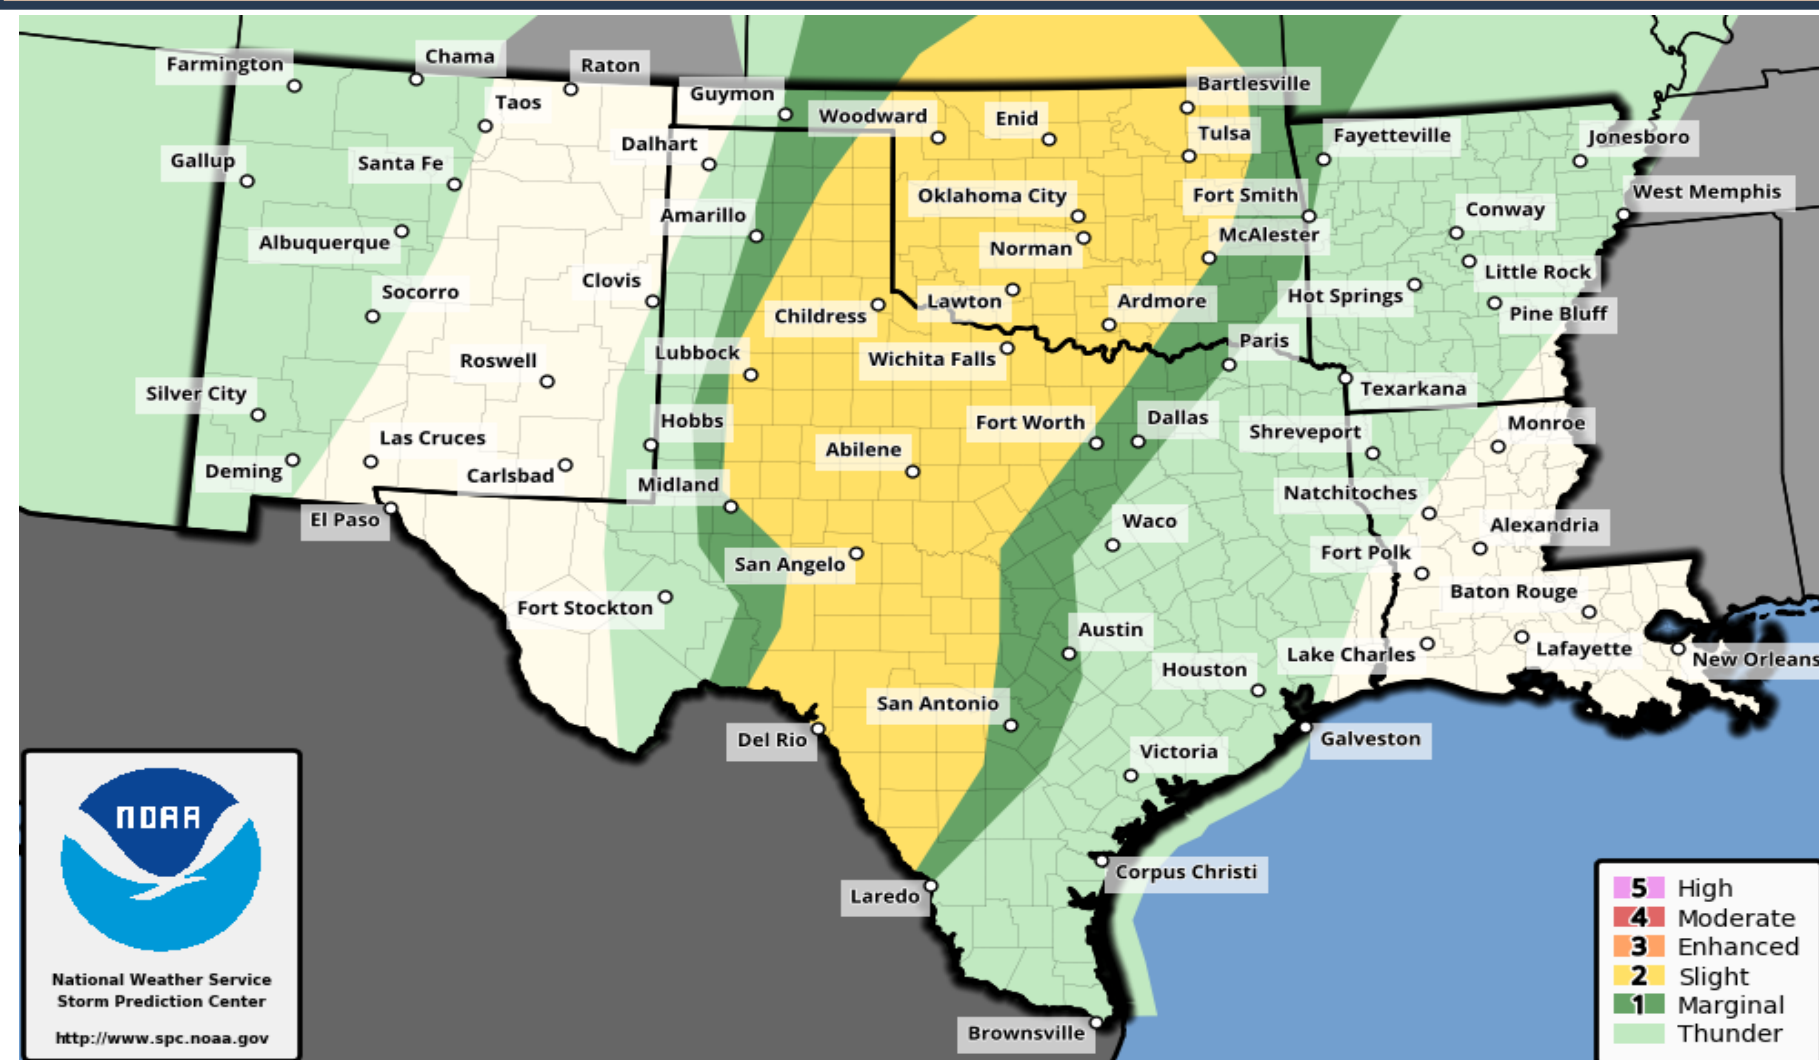 Farmington
Chama
Raton
Taos
Guymon
Woodward
Enid
Bartlesville
Tulsa
Dalhart
Fayetteville
Jonesboro
Gallup
Santa Fe
Oklahoma City
Fort Smith
West Memphis
Amarillo
Conway
Albuquerque
Norman
McAlester
Clovis
Little Rock
Socorro
Lawton
Ardmore
Hot Springs
Childress
Pine Bluff
Roswell
Lubbock
Wichita Falls
Paris
Silver City
Texarkana
Hobbs
Fort Worth
Dallas
Shreveport
Monroe
Las Cruces
Abilene
Deming
Carlsbad
Midland
Natchitoches
El Paso
Waco
Alexandria
San Angelo
Fort Polk
Fort Stockton
Baton Rouge
Austin
Houston
Lake Charles
Lafayette
New Orleans
San Antonio
Del Rio
Galveston
Victoria
Corpus Christi
Laredo
Brownsville
NOAA
National Weather Service
Storm Prediction Center
http://www.spc.noaa.gov
5 High
4 Moderate
3 Enhanced
2 Slight
1 Marginal
Thunder